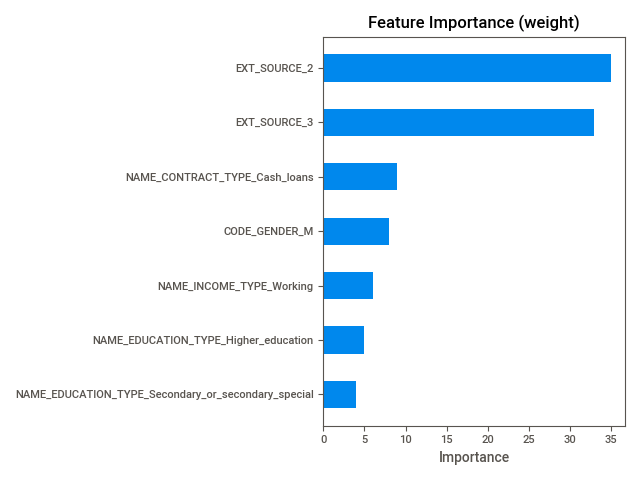 Feature Importance (weight)
EXT_SOURCE_2
EXT_SOURCE_3
NAME_CONTRACT_TYPE_Cash_loans
CODE_GENDER_M
NAME_INCOME_TYPE_Working
NAME_EDUCATION_TYPE_Higher_education
NAME_EDUCATION_TYPE_Secondary_or_secondary_special
0 5 10 15 20 25 30 35
Importance